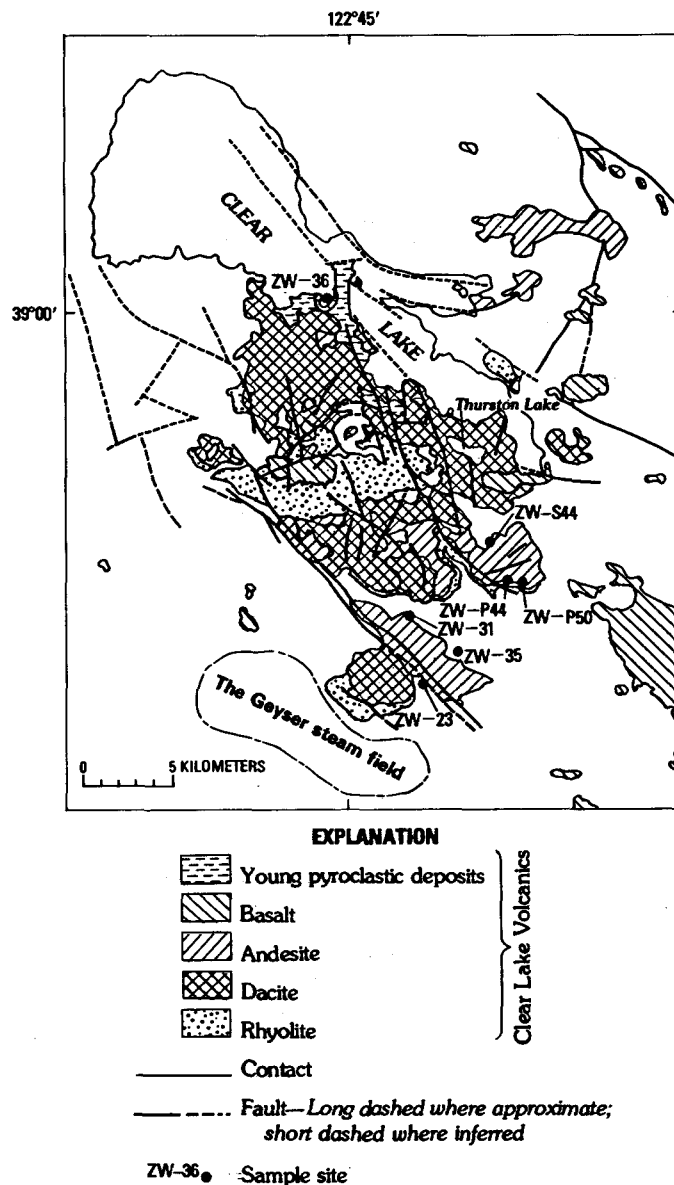 122°45'
CLEAR
ZW-36
39°00'
LAKE
Thurston Lake
ZW-S44
ZW-P44
ZW-P50
ZW-31
ZW-35
ZW-23
The Geyser steam field
0 5 KILOMETERS
EXPLANATION
Young pyroclastic deposits
Basalt
Andesite
Dacite
Rhyolite
Clear Lake Volcanics
Contact
Fault—Long dashed where approximate;
short dashed where inferred
ZW-36 Sample site